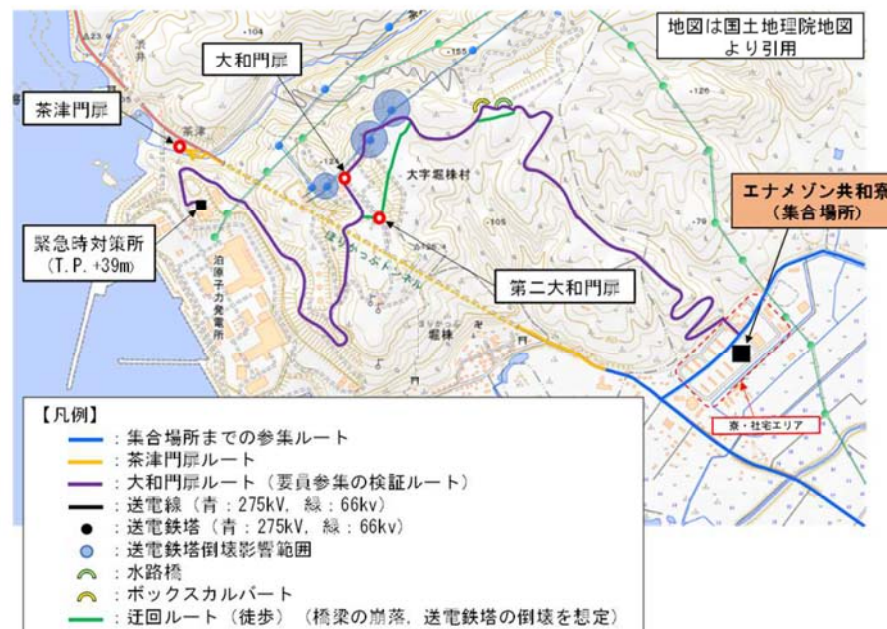 地図は国土地理院地図
より引用
大和門扉
茶津門扉
茶津
大字堀株村
エナメゾン共和寮
(集合場所)
緊急時対策所
(T.P.+39m)
泊原子力発電所
ほりかっぷトンネル
第二大和門扉
ほりかっぷ
堀株
寮・社宅エリア
【凡例】
:集合場所までの参集ルート
:茶津門扉ルート
:大和門扉ルート(要員参集の検証ルート)
:送電線(青:275kV, 緑:66kv)
:送電鉄塔(青:275kV, 緑:66kv)
:送電鉄塔倒壊影響範囲
:水路橋
:ボックスカルバート
:迂回ルート(徒歩)(橋梁の崩落, 送電鉄塔の倒壊を想定)